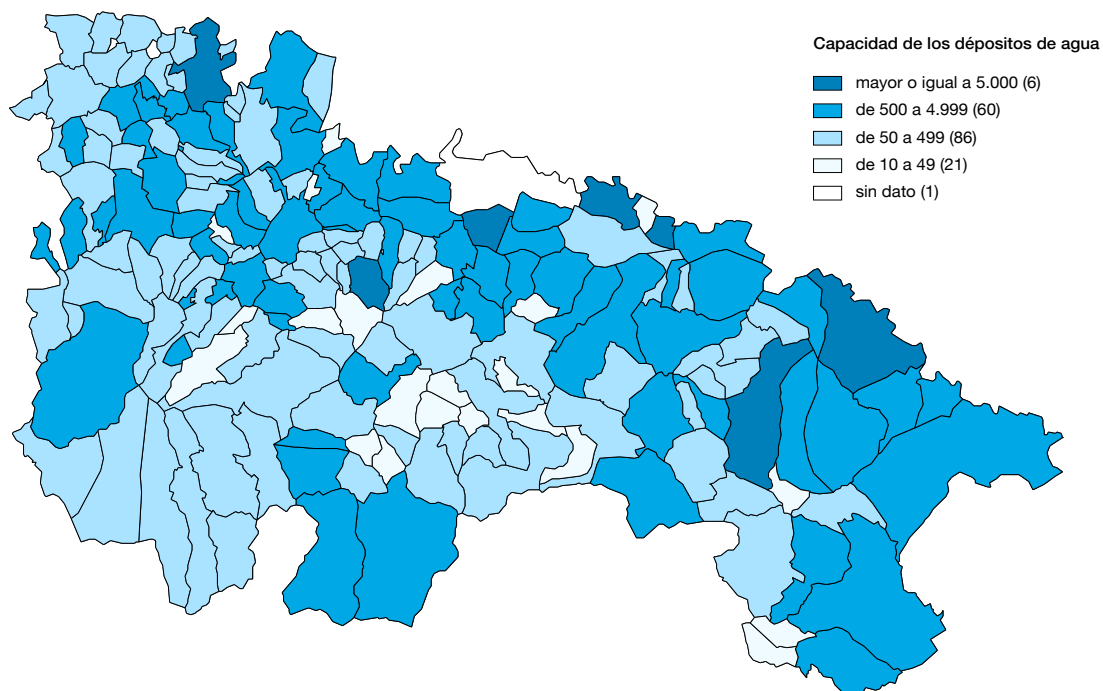 Capacidad de los dépositos de agua
mayor o igual a 5.000 (6)
de 500 a 4.999 (60)
de 50 a 499 (86)
de 10 a 49 (21)
sin dato (1)